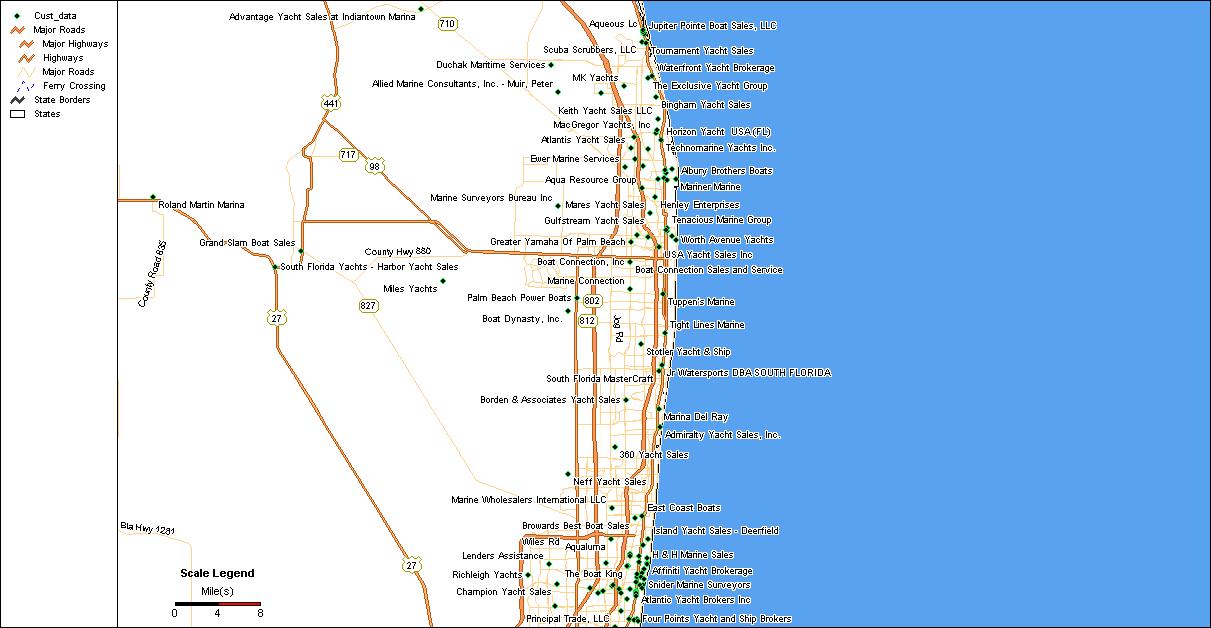 Cust_data
Major Roads
Major Highways
Highways
Major Roads
Ferry Crossing
State Borders
States
Advantage Yacht Sales at Indiantown Marina
710
Aqueous Lc
Jupiter Pointe Boat Sales, LLC
Scuba Scrubbers, LLC
Tournament Yacht Sales
Duchak Maritime Services
Waterfront Yacht Brokerage
MK Yachts
Allied Marine Consultants, Inc. - Muir, Peter
The Exclusive Yacht Group
441
Bingham Yacht Sales
Keith Yacht Sales LLC
MacGregor Yachts, Inc
Horizon Yacht USA(FL)
Atlantis Yacht Sales
Technomarine Yachts Inc.
717
98
Ewer Marine Services
Albury Brothers Boats
Aqua Resource Group
Mariner Marine
Marine Surveyors Bureau Inc
Roland Martin Marina
Mares Yacht Sales
Henley Enterprises
Gulfstream Yacht Sales
Tenacious Marine Group
Grand Slam Boat Sales
County Hwy 880
Greater Yamaha Of Palm Beach
Worth Avenue Yachts
USA Yacht Sales Inc
County Road 835
South Florida Yachts - Harbor Yacht Sales
Boat Connection, Inc
Boat Connection Sales and Service
Marine Connection
Miles Yachts
Palm Beach Power Boats
802
Tuppen's Marine
827
27
Boat Dynasty, Inc.
812
Jog Rd
Tight Lines Marine
Stotler Yacht & Ship
South Florida MasterCraft
Jr Watersports DBA SOUTH FLORIDA
Borden & Associates Yacht Sales
Marina Del Ray
Admiralty Yacht Sales, Inc.
360 Yacht Sales
Neff Yacht Sales
Marine Wholesalers International LLC
East Coast Boats
Bia Hwy 1281
Browards Best Boat Sales
Island Yacht Sales - Deerfield
Wiles Rd
Aqualuma
Lenders Assistance
H & H Marine Sales
27
Richleigh Yachts
The Boat King
Affiniti Yacht Brokerage
Champion Yacht Sales
Snider Marine Surveyors
Atlantic Yacht Brokers Inc
Principal Trade, LLC
Four Points Yacht and Ship Brokers
Scale Legend
Mile(s)
0 4 8